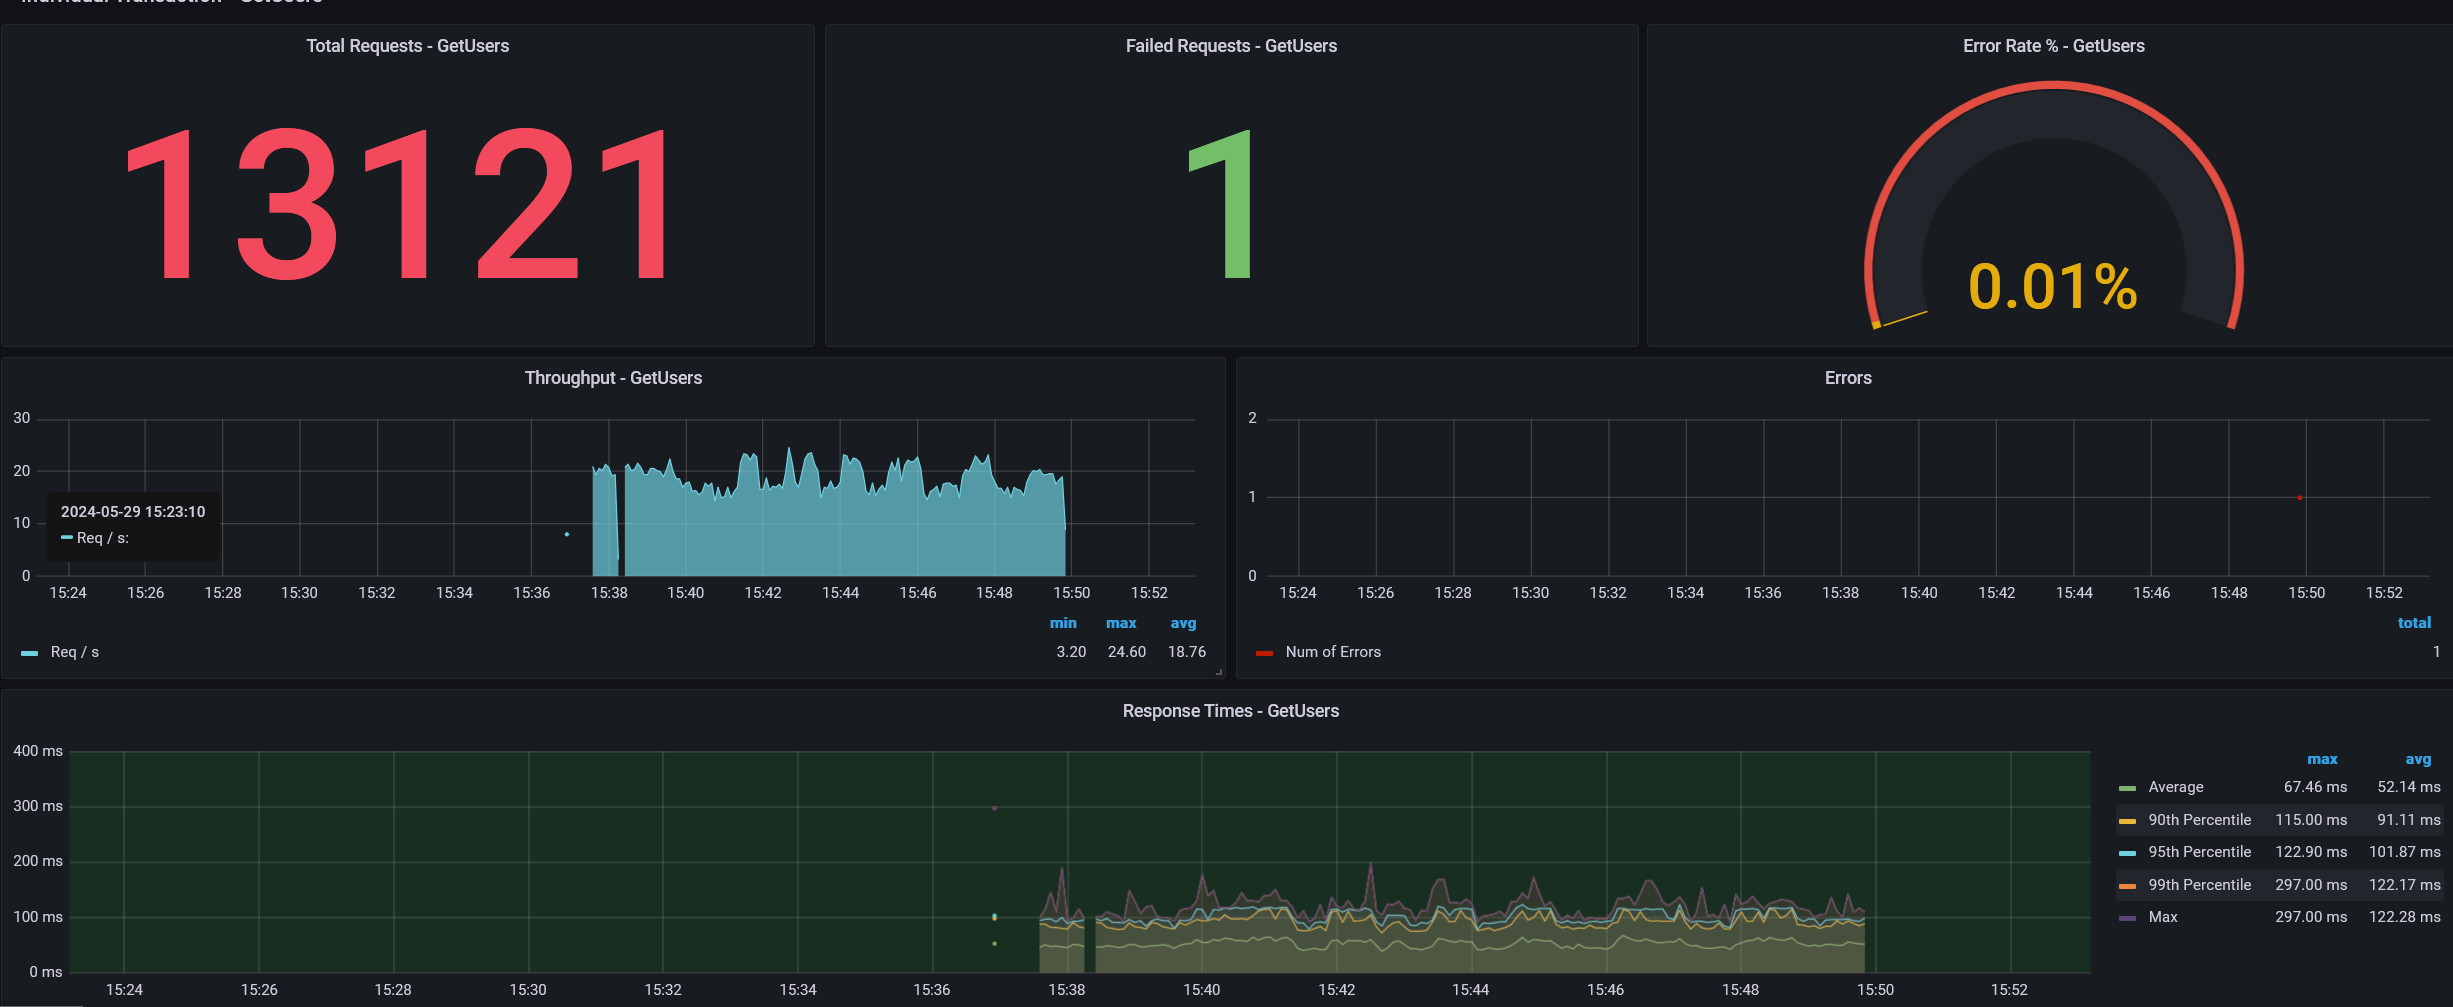 Individual Transaction - GetUsers
Total Requests - GetUsers
Failed Requests - GetUsers
Error Rate % - GetUsers
13121
1
0.01%
Throughput - GetUsers
30
20
10
0
2024-05-29 15:23:10
Req / s:
15:24 15:26 15:28 15:30 15:32 15:34 15:36 15:38 15:40 15:42 15:44 15:46 15:48 15:50 15:52
min max avg
Req / s 3.20 24.60 18.76
Errors
2
1
0
15:24 15:26 15:28 15:30 15:32 15:34 15:36 15:38 15:40 15:42 15:44 15:46 15:48 15:50 15:52
total
Num of Errors 1
Response Times - GetUsers
400 ms
300 ms
200 ms
100 ms
0 ms
15:24 15:26 15:28 15:30 15:32 15:34 15:36 15:38 15:40 15:42 15:44 15:46 15:48 15:50 15:52
max avg
Average 67.46 ms 52.14 ms
90th Percentile 115.00 ms 91.11 ms
95th Percentile 122.90 ms 101.87 ms
99th Percentile 297.00 ms 122.17 ms
Max 297.00 ms 122.28 ms